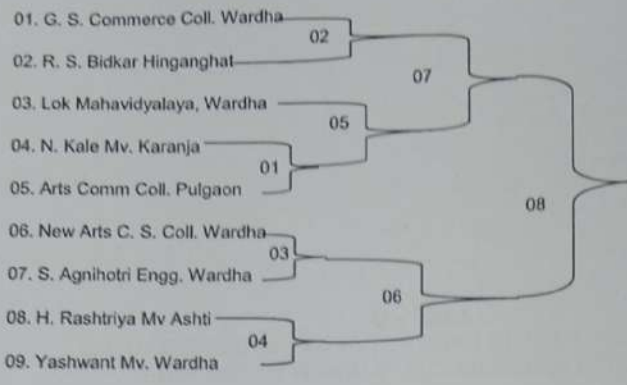 01. G. S. Commerce Coll. Wardha
02
02. R. S. Bidkar Hinganghat
07
03. Lok Mahavidyalaya, Wardha
05
04. N. Kale Mv. Karanja
01
05. Arts Comm Coll. Pulgaon
08
06. New Arts C. S. Coll. Wardha
03
07. S. Agnihotri Engg. Wardha
06
08. H. Rashtriya Mv Ashti
04
09. Yashwant Mv. Wardha